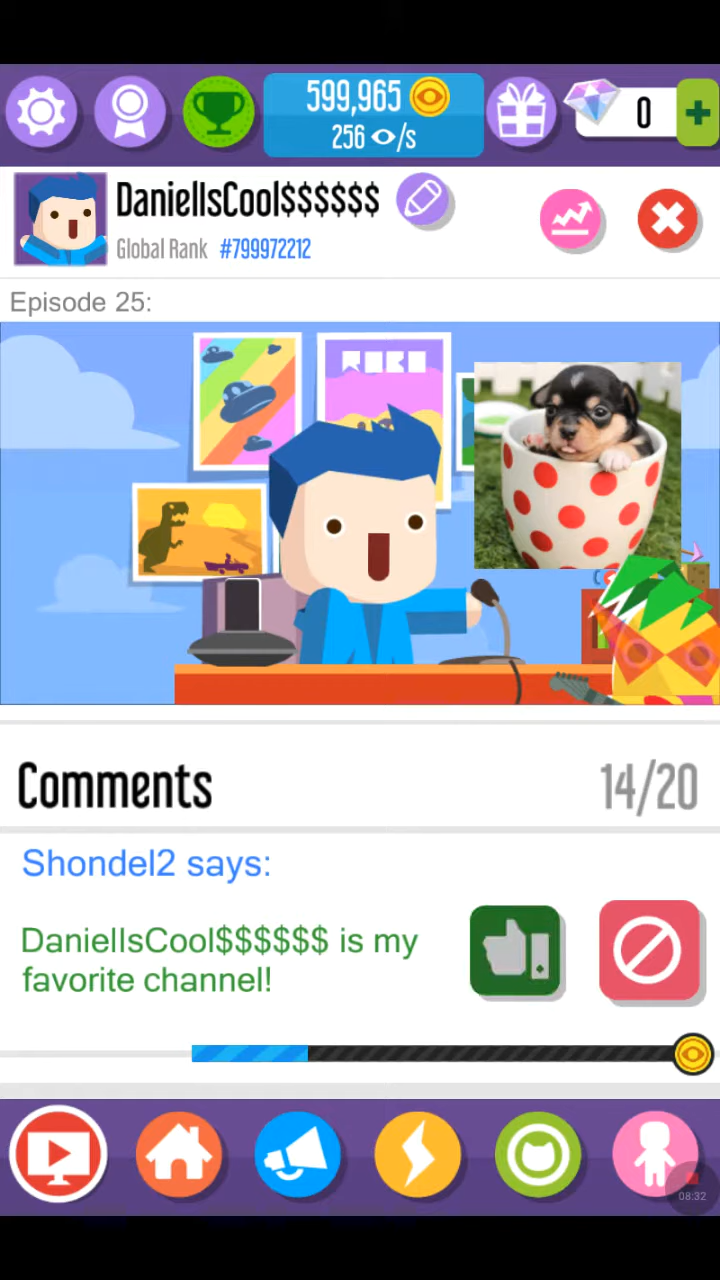 599,965
256 /s
0
DanielIsCool$$$$$$
Global Rank #799972212
Episode 25:
Comments
14/20
Shondel2 says:
DanielIsCool$$$$$$ is my
favorite channel!
08:32